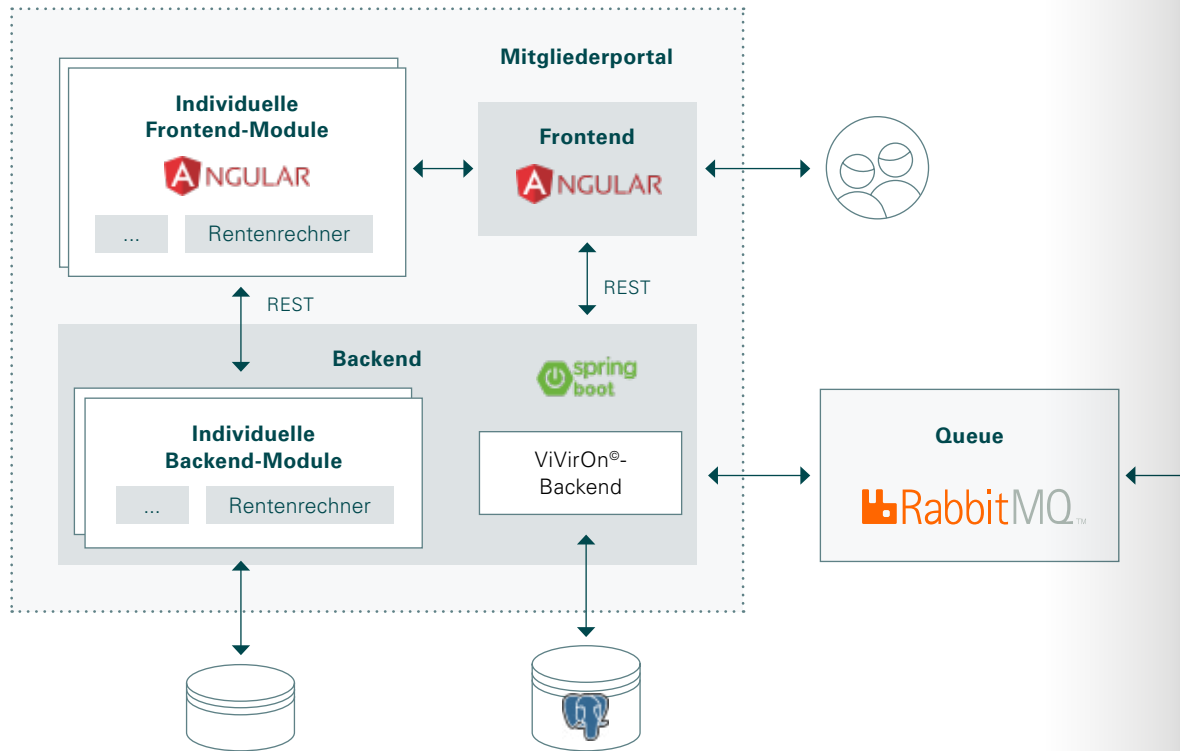 Mitgliederportal
Individuelle
Frontend-Module
ANGULAR
...
Rentenrechner
Frontend
ANGULAR
REST
REST
Backend
spring
boot
Individuelle
Backend-Module
...
Rentenrechner
ViVirOn©-
Backend
Queue
RabbitMQ™